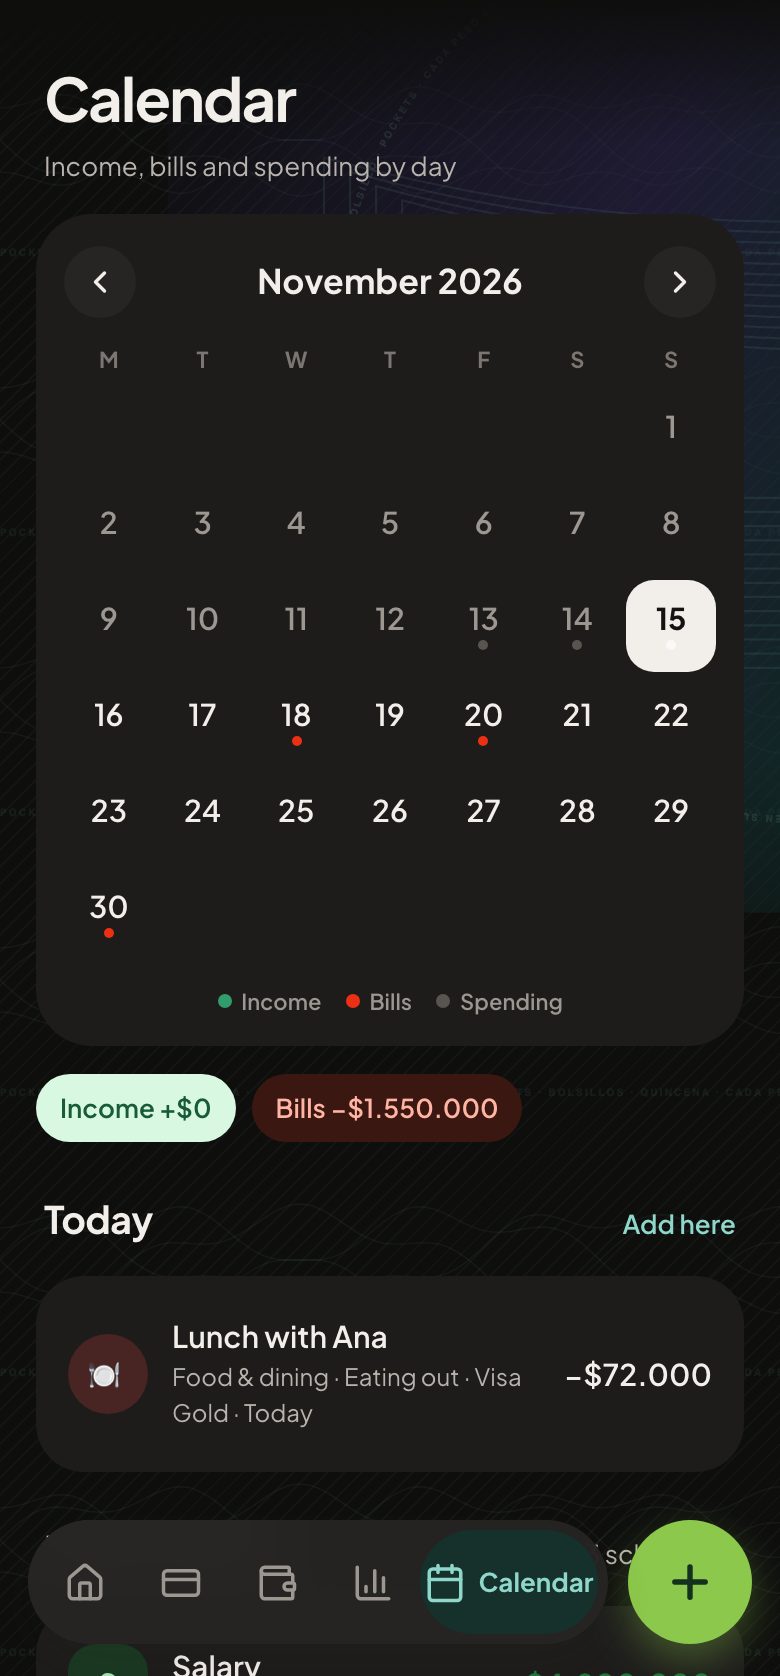 Calendar
Income, bills and spending by day
November 2026
M T W T F S S
1
2 3 4 5 6 7 8
9 10 11 12 13 14 15
16 17 18 19 20 21 22
23 24 25 26 27 28 29
30
Income Bills Spending
Income +$0 Bills −$1.550.000
Today Add here
Lunch with Ana
Food & dining · Eating out · Visa
Gold · Today
−$72.000
Calendar
Salary